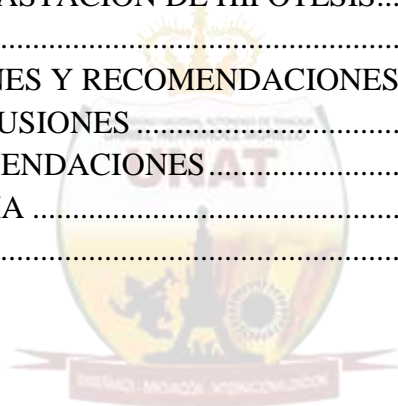 ASTACIÓN DE HIPÓTESIS...
................................................
NES Y RECOMENDACIONES
USIONES ................................
ENDACIONES.......................
A ............................................
UNAT
................................................